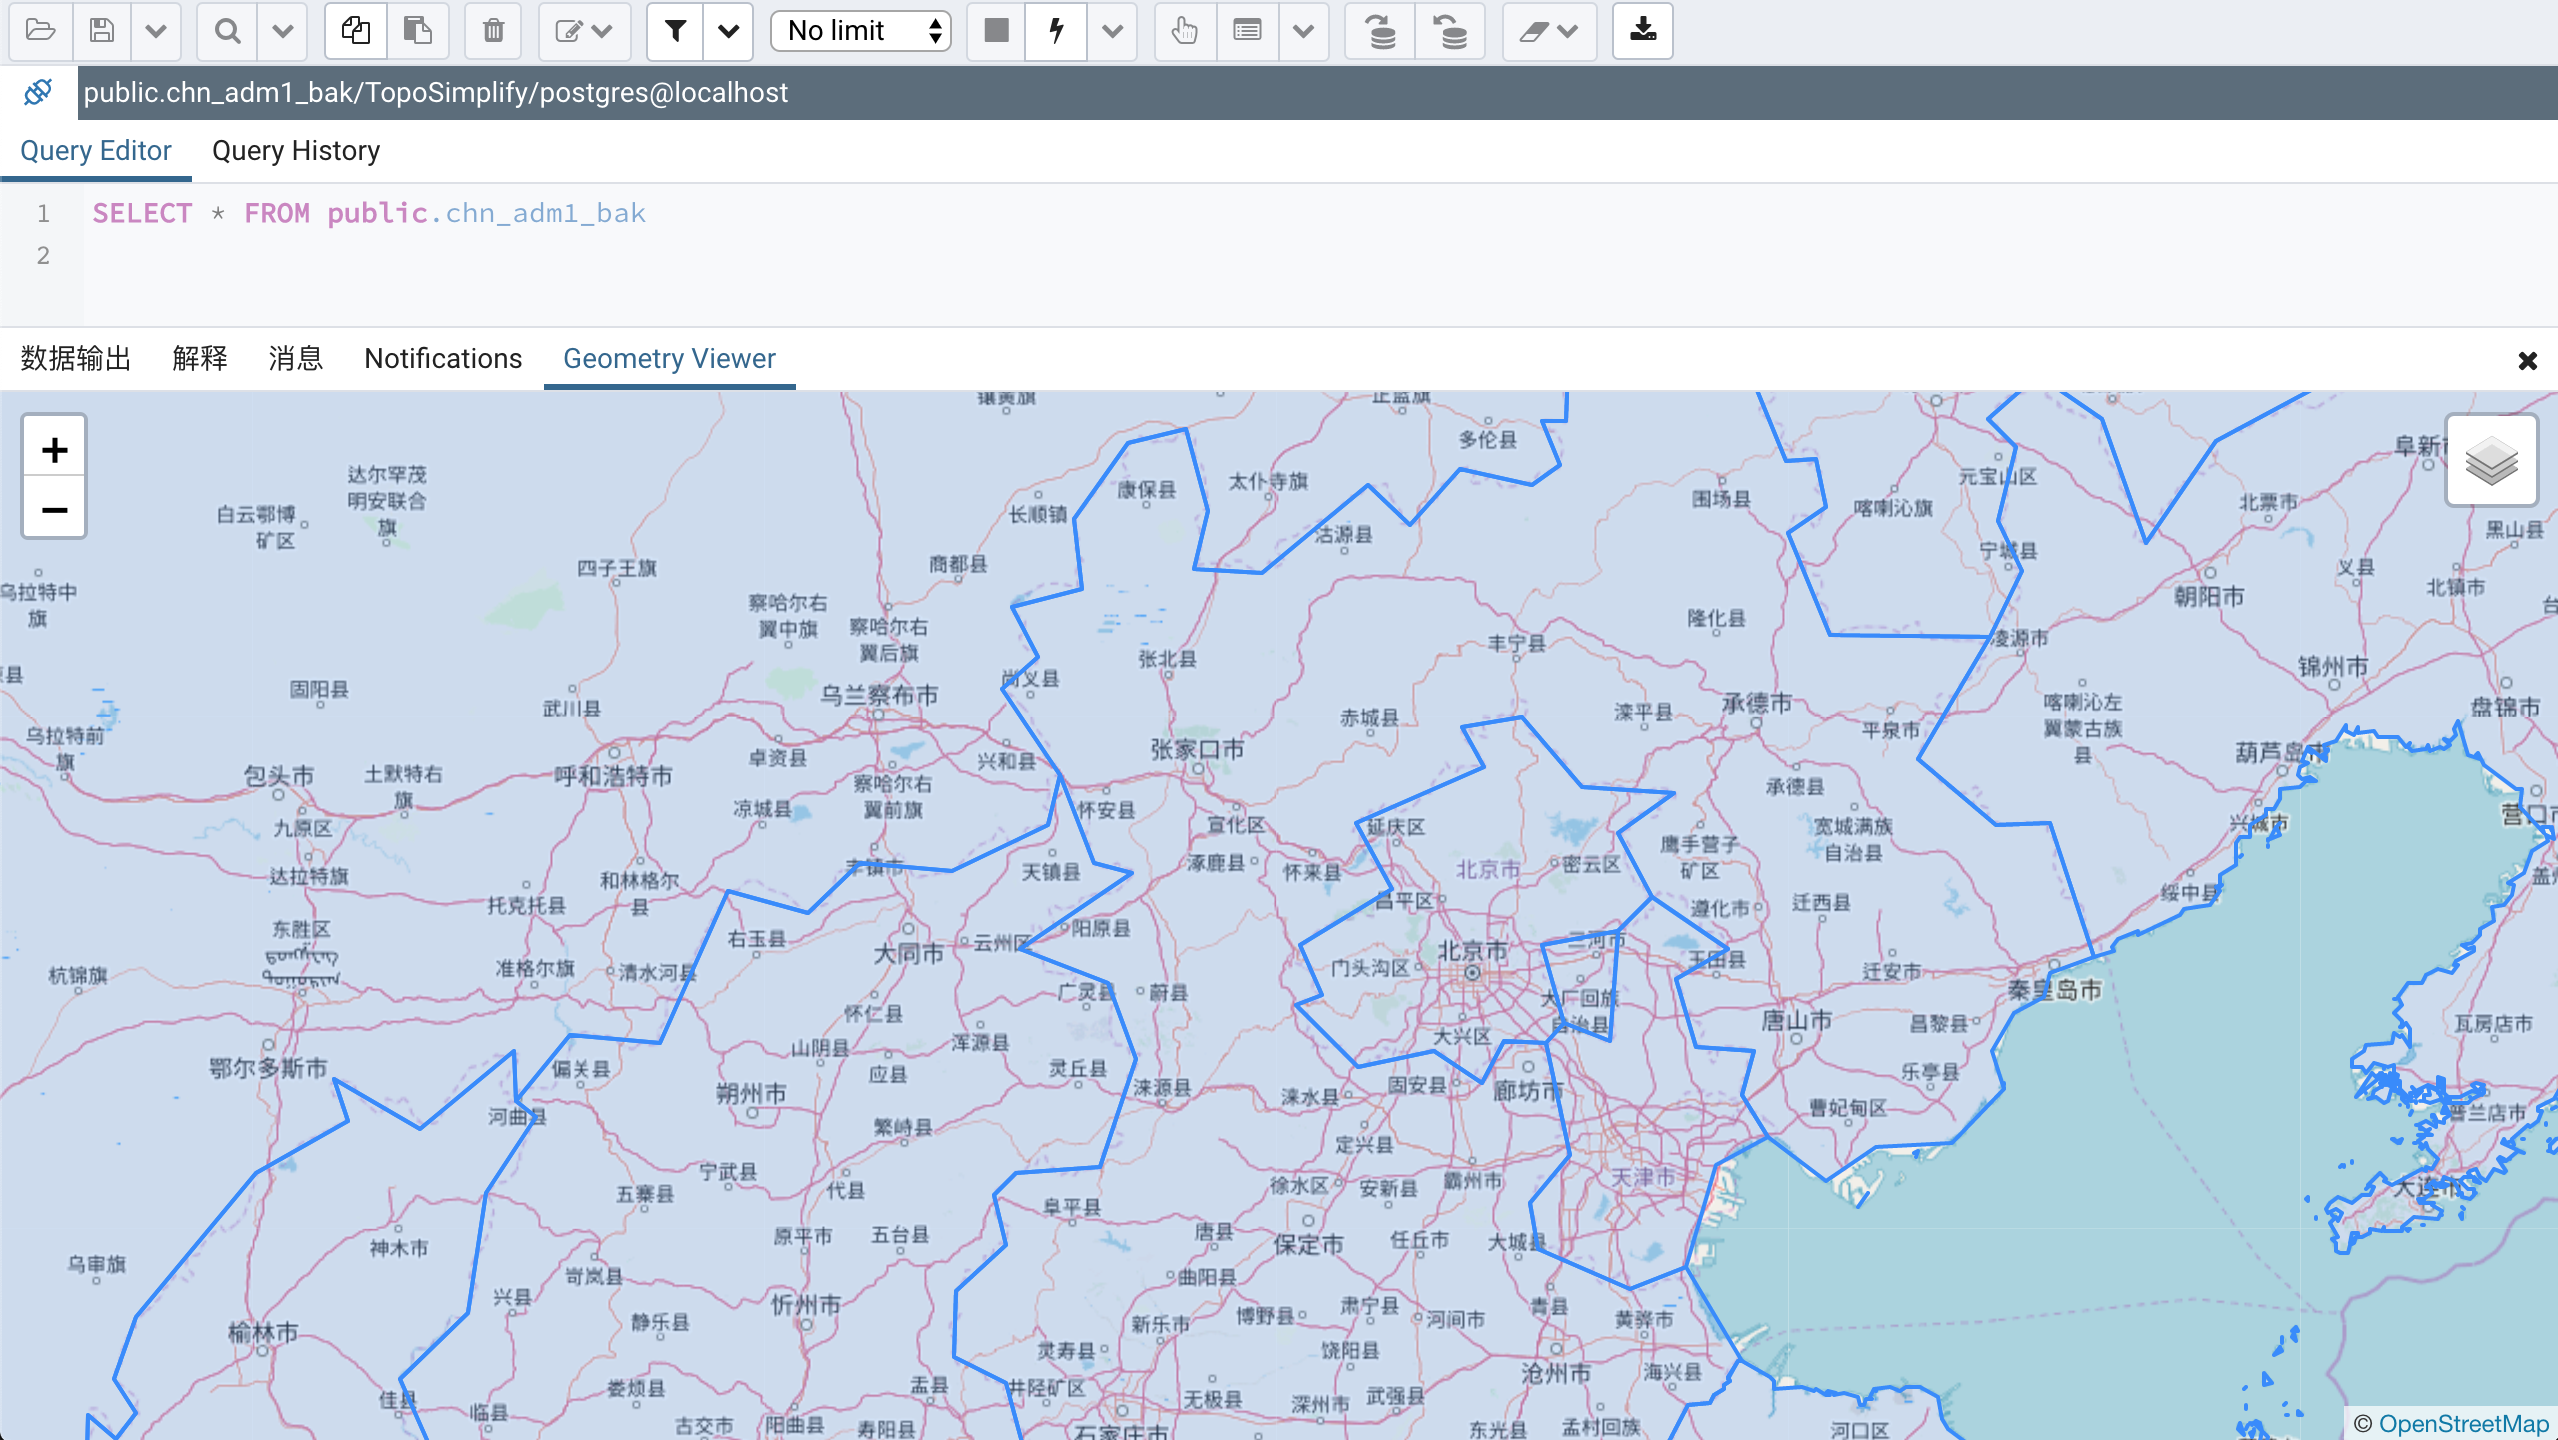 No limit
public.chn_adm1_bak/TopoSimplify/postgres@localhost
Query Editor Query History
1 SELECT * FROM public.chn_adm1_bak
2
数据输出 解释 消息 Notifications Geometry Viewer
+
−
镶黄旗
正蓝旗
多伦县
阜新
达尔罕茂
明安联合
旗
白云鄂博
矿区
长顺镇
康保县
太仆寺旗
沽源县
围场县
喀喇沁旗
元宝山区
北票市
黑山县
乌拉特中
旗
四子王旗
商都县
宁城县
义县
北镇市
朝阳市
察哈尔右
翼中旗
察哈尔右
翼后旗
隆化县
丰宁县
凌源市
张北县
尚义县
锦州市
固阳县
武川县
乌兰察布市
赤城县
滦平县
承德市
平泉市
喀喇沁左
翼蒙古族
县
盘锦市
乌拉特前
旗
包头市
土默特右
旗
呼和浩特市
卓资县
兴和县
张家口市
葫芦岛市
凉城县
察哈尔右
翼前旗
怀安县
承德县
九原区
宣化区
延庆区
宽城满族
自治县
兴城市
营口市
达拉特旗
丰镇市
天镇县
涿鹿县
怀来县
北京市
密云区
鹰手营子
矿区
和林格尔
县
托克托县
昌平区
遵化市
迁西县
绥中县
东胜区
右玉县
大同市
云州区
阳原县
北京市
三河市
玉田县
杭锦旗
准格尔旗
清水河县
门头沟区
迁安市
秦皇岛市
广灵县
蔚县
大厂回族
自治县
怀仁县
大兴区
唐山市
昌黎县
瓦房店市
鄂尔多斯市
偏关县
山阴县
浑源县
应县
灵丘县
涞源县
涞水县
固安县
廊坊市
乐亭县
朔州市
河曲县
繁峙县
曹妃甸区
普兰店市
定兴县
宁武县
五寨县
代县
徐水区
安新县
霸州市
天津市
大连市
阜平县
神木市
原平市
五台县
唐县
保定市
任丘市
大城县
乌审旗
岢岚县
曲阳县
兴县
忻州市
静乐县
新乐市
博野县
肃宁县
河间市
青县
黄骅市
榆林市
灵寿县
饶阳县
沧州市
海兴县
佳县
临县
娄烦县
盂县
井陉矿区
无极县
深州市
武强县
古交市
阳曲县
寿阳县
石家庄市
东光县
孟村回族
河口区
© OpenStreetMap